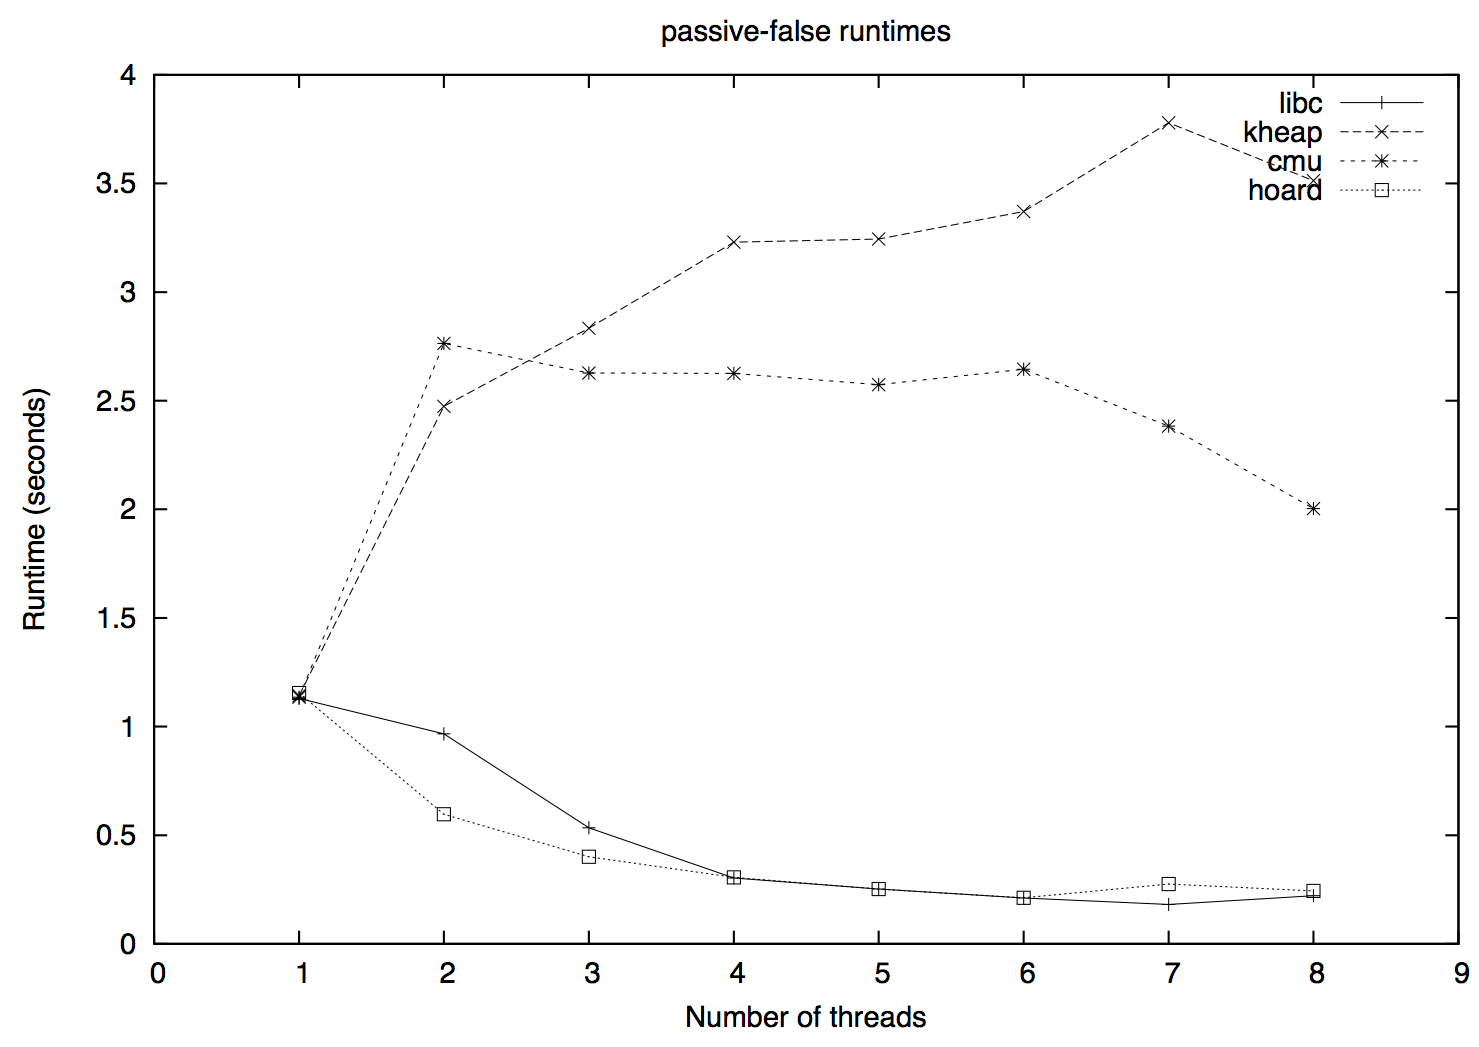 passive-false runtimes
4
3.5
3
2.5
2
1.5
1
0.5
0
libc
kheap
cmu
hoard
Runtime (seconds)
0 1 2 3 4 5 6 7 8 9
Number of threads